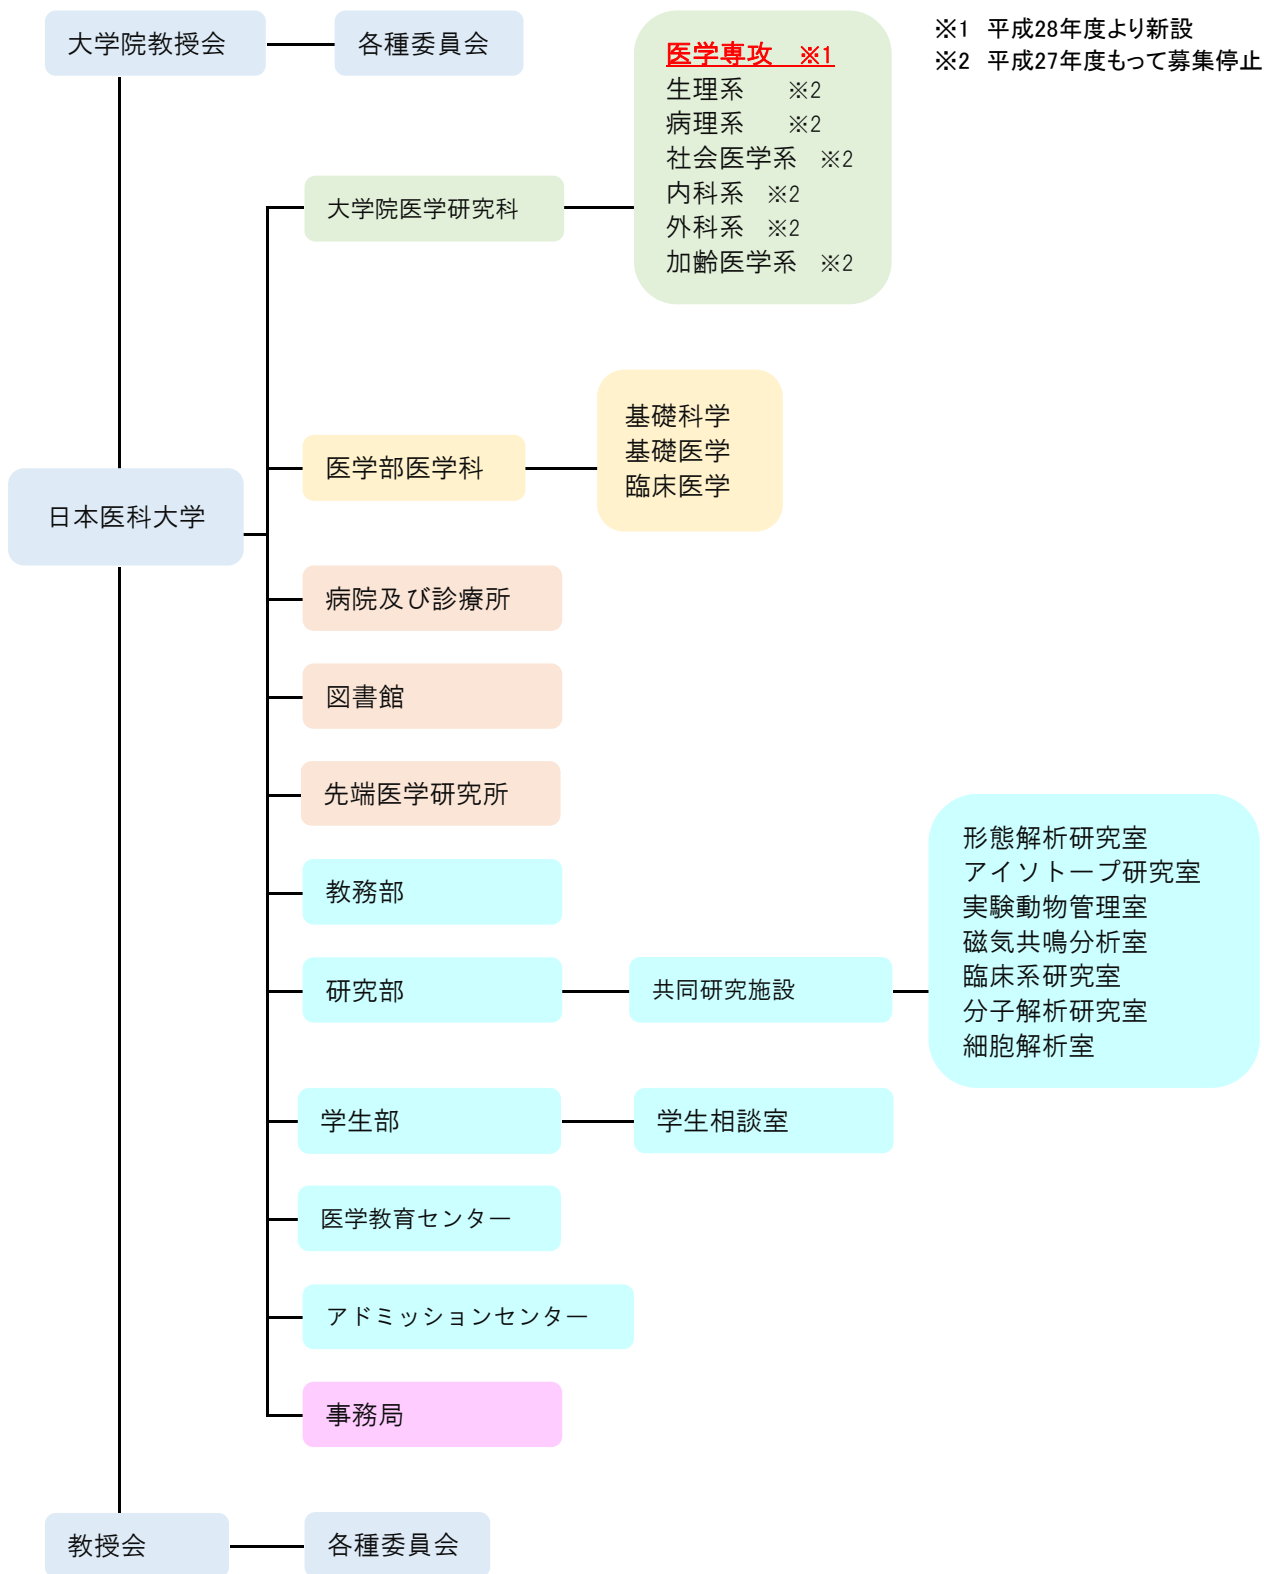 大学院教授会
各種委員会
※1 平成28年度より新設
※2 平成27年度もって募集停止
医学専攻 ※1
生理系 ※2
病理系 ※2
社会医学系 ※2
内科系 ※2
外科系 ※2
加齢医学系 ※2
大学院医学研究科
基礎科学
基礎医学
臨床医学
医学部医学科
日本医科大学
病院及び診療所
図書館
先端医学研究所
教務部
研究部
共同研究施設
形態解析研究室
アイソトープ研究室
実験動物管理室
磁気共鳴分析室
臨床系研究室
分子解析研究室
細胞解析室
学生部
学生相談室
医学教育センター
アドミッションセンター
事務局
教授会
各種委員会